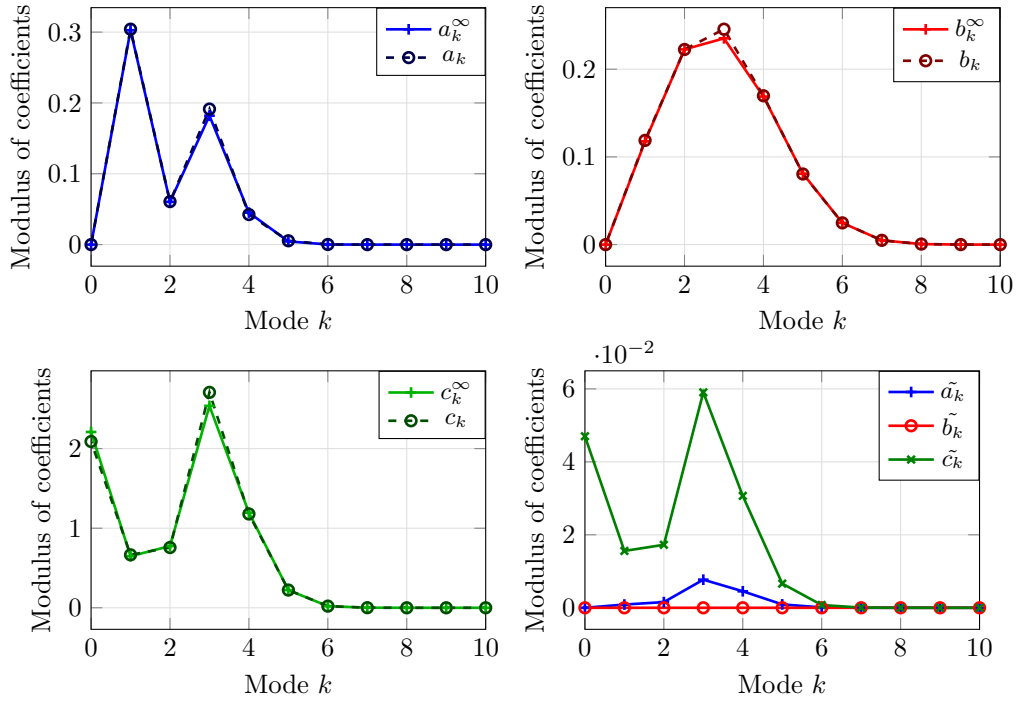 0.3
0.2
0.1
0
0 2 4 6 8 10
Mode k
Modulus of coefficients
a_k^∞
a_k
0.2
0.1
0
0 2 4 6 8 10
Mode k
Modulus of coefficients
b_k^∞
b_k
2
1
0
0 2 4 6 8 10
Mode k
Modulus of coefficients
c_k^∞
c_k
·10^{-2}
6
4
2
0
0 2 4 6 8 10
Mode k
Modulus of coefficients
ã_k
b̃_k
c̃_k